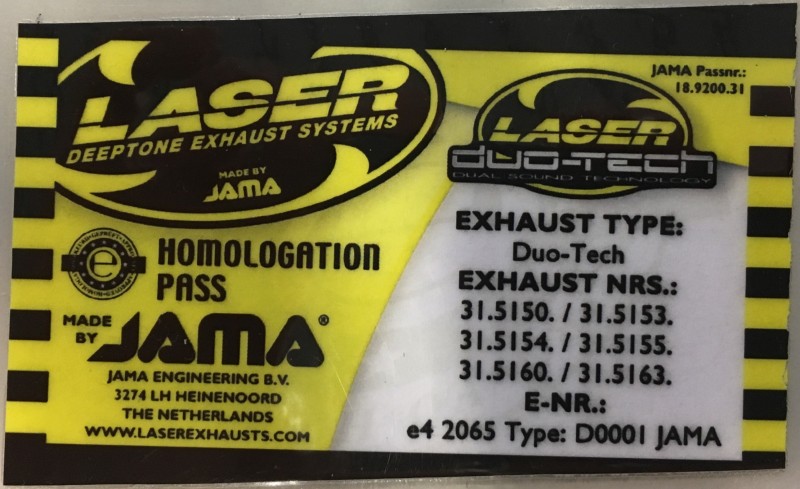 LASER
DEEPTONE EXHAUST SYSTEMS
MADE BY
JAMA
e
HOMOLOGATION
PASS
MADE
BY
JAMA®
JAMA ENGINEERING B.V.
3274 LH HEINENOORD
THE NETHERLANDS
WWW.LASEREXHAUSTS.COM
JAMA Passnr.:
18.9200.31
LASER
DUO-TECH
DUAL SOUND TECHNOLOGY
EXHAUST TYPE:
Duo-Tech
EXHAUST NRS.:
31.5150. / 31.5153.
31.5154. / 31.5155.
31.5160. / 31.5163.
E-NR.:
e4 2065 Type: D0001 JAMA